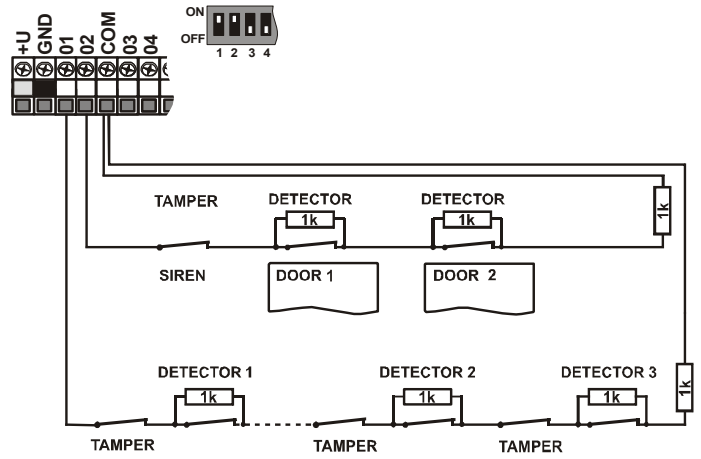 ON
OFF
1 2 3 4
+U GND 01 02 COM 03 04
TAMPER DETECTOR DETECTOR
1k 1k 1k
SIREN DOOR 1 DOOR 2
DETECTOR 1 DETECTOR 2 DETECTOR 3
1k 1k 1k 1k
TAMPER TAMPER TAMPER